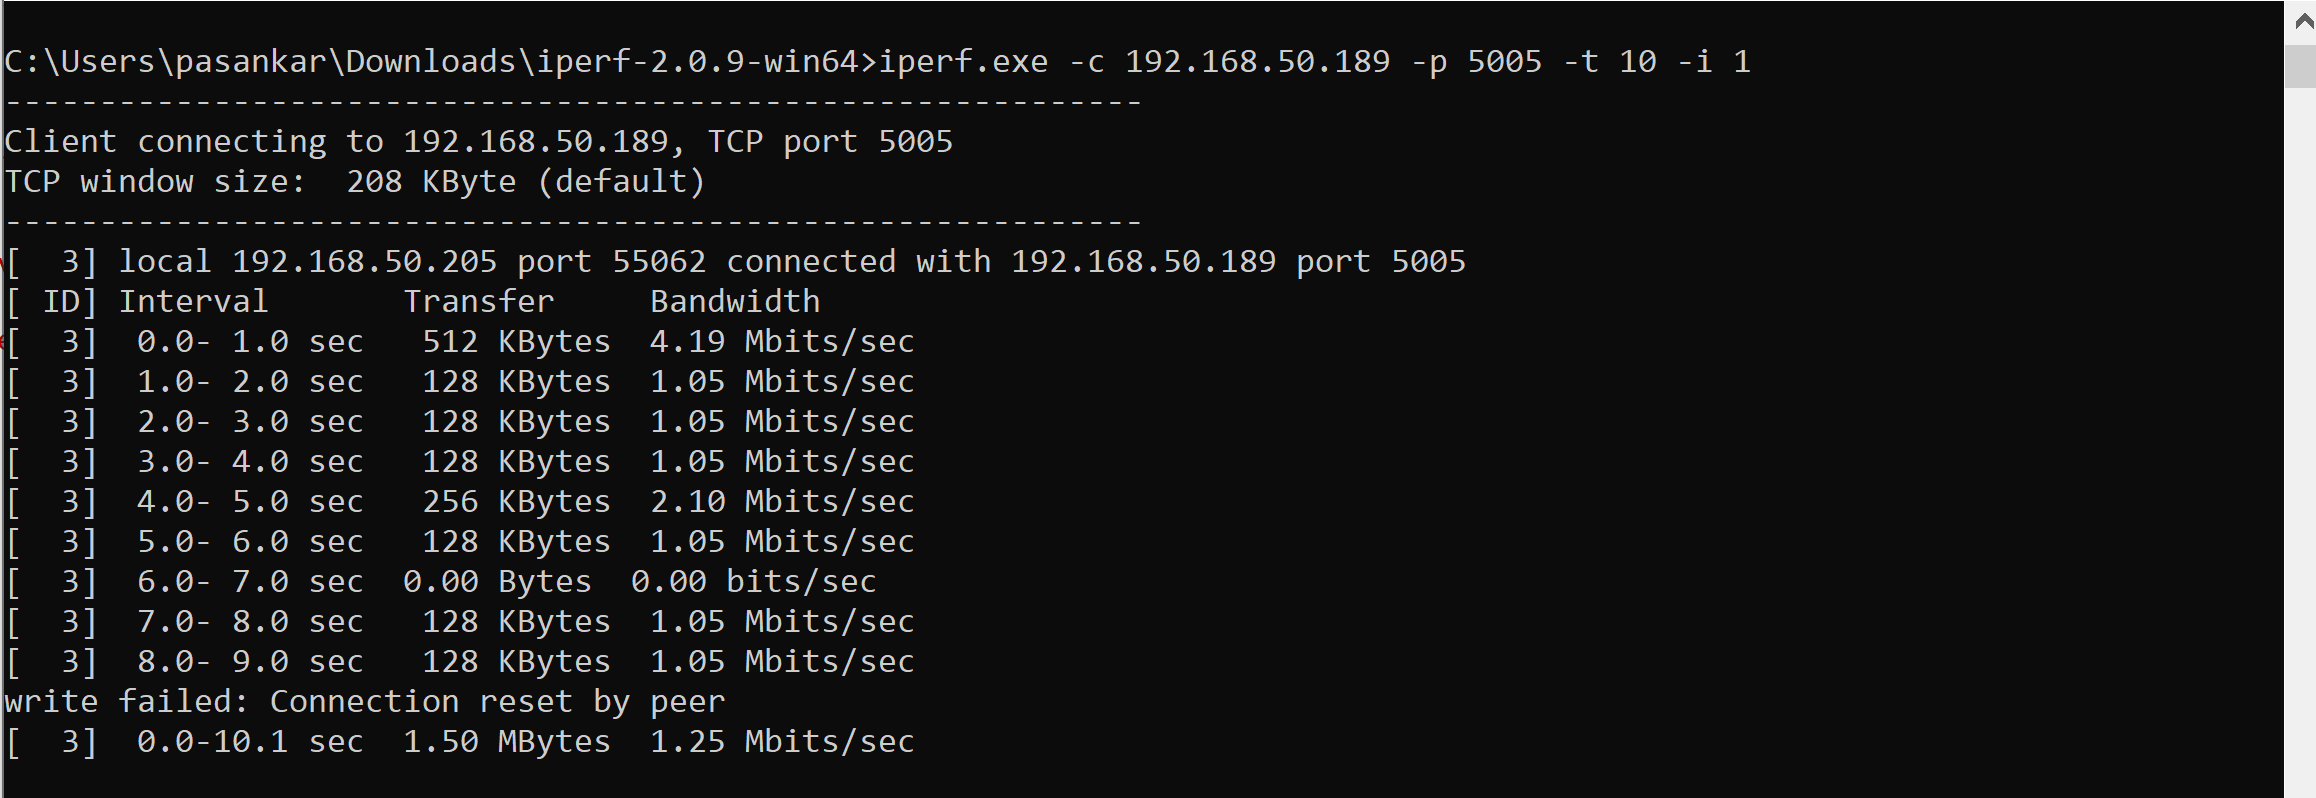 C:\Users\pasankar\Downloads\iperf-2.0.9-win64>iperf.exe -c 192.168.50.189 -p 5005 -t 10 -i 1
------------------------------------------------------------
Client connecting to 192.168.50.189, TCP port 5005
TCP window size:  208 KByte (default)
------------------------------------------------------------
[  3] local 192.168.50.205 port 55062 connected with 192.168.50.189 port 5005
[ ID] Interval       Transfer     Bandwidth
[  3]  0.0- 1.0 sec   512 KBytes  4.19 Mbits/sec
[  3]  1.0- 2.0 sec   128 KBytes  1.05 Mbits/sec
[  3]  2.0- 3.0 sec   128 KBytes  1.05 Mbits/sec
[  3]  3.0- 4.0 sec   128 KBytes  1.05 Mbits/sec
[  3]  4.0- 5.0 sec   256 KBytes  2.10 Mbits/sec
[  3]  5.0- 6.0 sec   128 KBytes  1.05 Mbits/sec
[  3]  6.0- 7.0 sec  0.00 Bytes  0.00 bits/sec
[  3]  7.0- 8.0 sec   128 KBytes  1.05 Mbits/sec
[  3]  8.0- 9.0 sec   128 KBytes  1.05 Mbits/sec
write failed: Connection reset by peer
[  3]  0.0-10.1 sec  1.50 MBytes  1.25 Mbits/sec